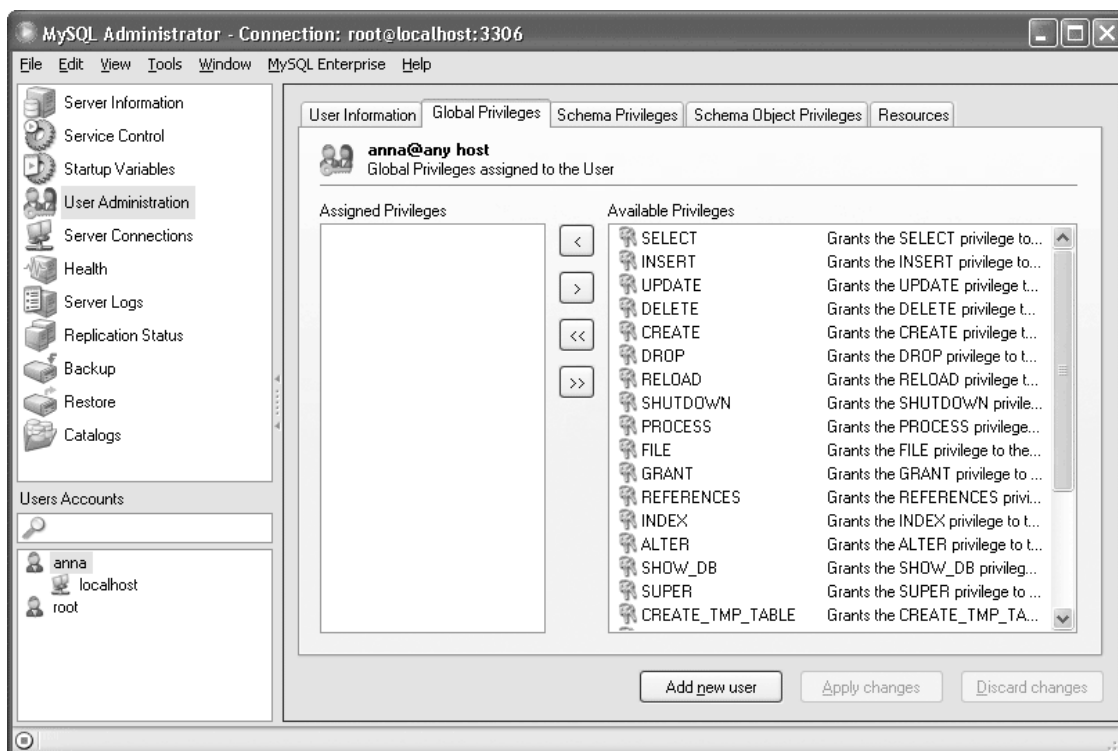 MySQL Administrator - Connection: root@localhost:3306
File Edit View Tools Window MySQL Enterprise Help
Server Information
Service Control
Startup Variables
User Administration
Server Connections
Health
Server Logs
Replication Status
Backup
Restore
Catalogs
Users Accounts
anna
localhost
root
User Information Global Privileges Schema Privileges Schema Object Privileges Resources
anna@any host
Global Privileges assigned to the User
Assigned Privileges
<
>
<<
>>
Available Privileges
SELECT Grants the SELECT privilege to...
INSERT Grants the INSERT privilege to...
UPDATE Grants the UPDATE privilege t...
DELETE Grants the DELETE privilege t...
CREATE Grants the CREATE privilege t...
DROP Grants the DROP privilege to t...
RELOAD Grants the RELOAD privilege t...
SHUTDOWN Grants the SHUTDOWN privile...
PROCESS Grants the PROCESS privilege...
FILE Grants the FILE privilege to the...
GRANT Grants the GRANT privilege to ...
REFERENCES Grants the REFERENCES privi...
INDEX Grants the INDEX privilege to t...
ALTER Grants the ALTER privilege to t...
SHOW_DB Grants the SHOW_DB privileg...
SUPER Grants the SUPER privilege to ...
CREATE_TMP_TABLE Grants the CREATE_TMP_TA...
Add new user Apply changes Discard changes